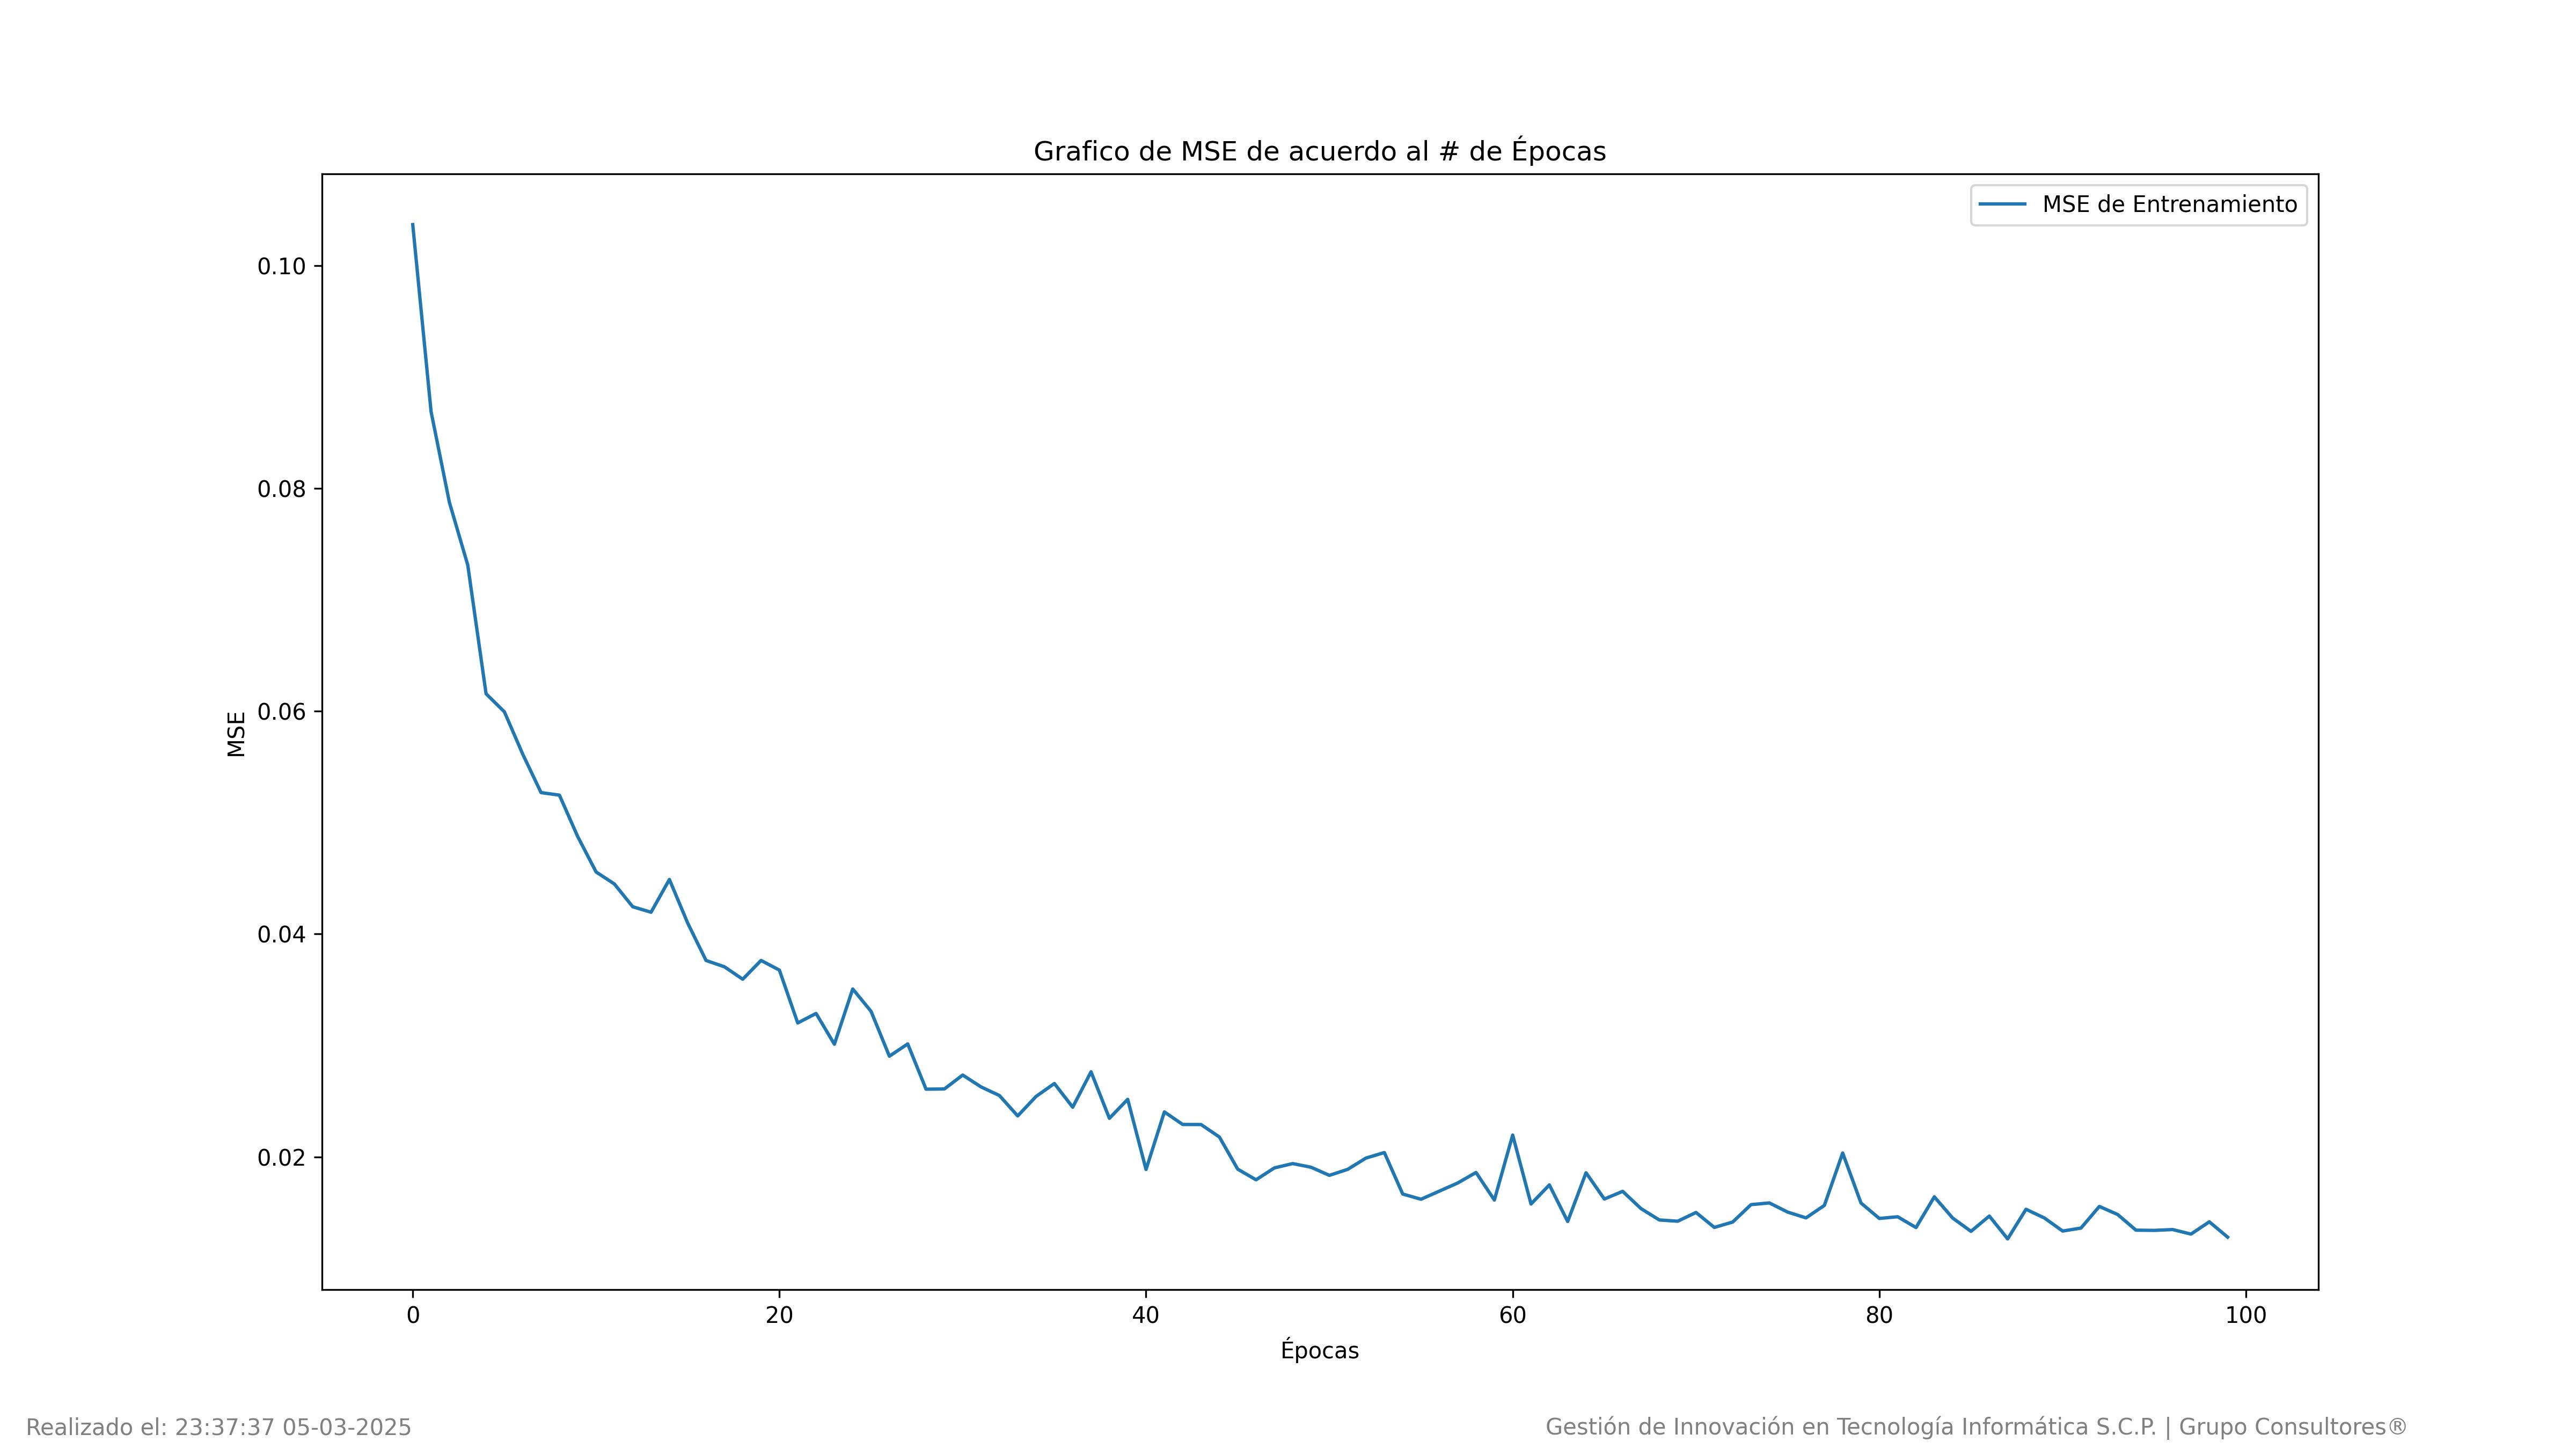 Grafico de MSE de acuerdo al # de Épocas
MSE de Entrenamiento
0.10
0.08
0.06
0.04
0.02
MSE
0 20 40 60 80 100
Épocas
Realizado el: 23:37:37 05-03-2025
Gestión de Innovación en Tecnología Informática S.C.P. | Grupo Consultores®